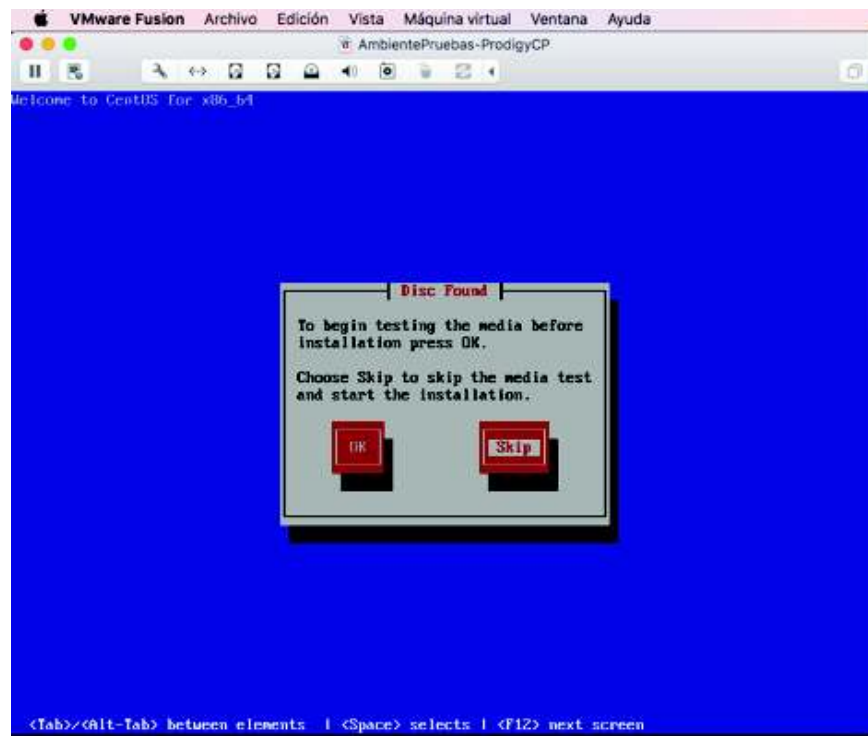 VMware Fusion Archivo Edición Vista Máquina virtual Ventana Ayuda
AmbientePruebas-ProdigyCP
Welcome to CentOS for x86_64
Disc Found
To begin testing the media before
installation press OK.
Choose Skip to skip the media test
and start the installation.
OK Skip
<Tab>/<Alt-Tab> between elements | <Space> selects | <F12> next screen